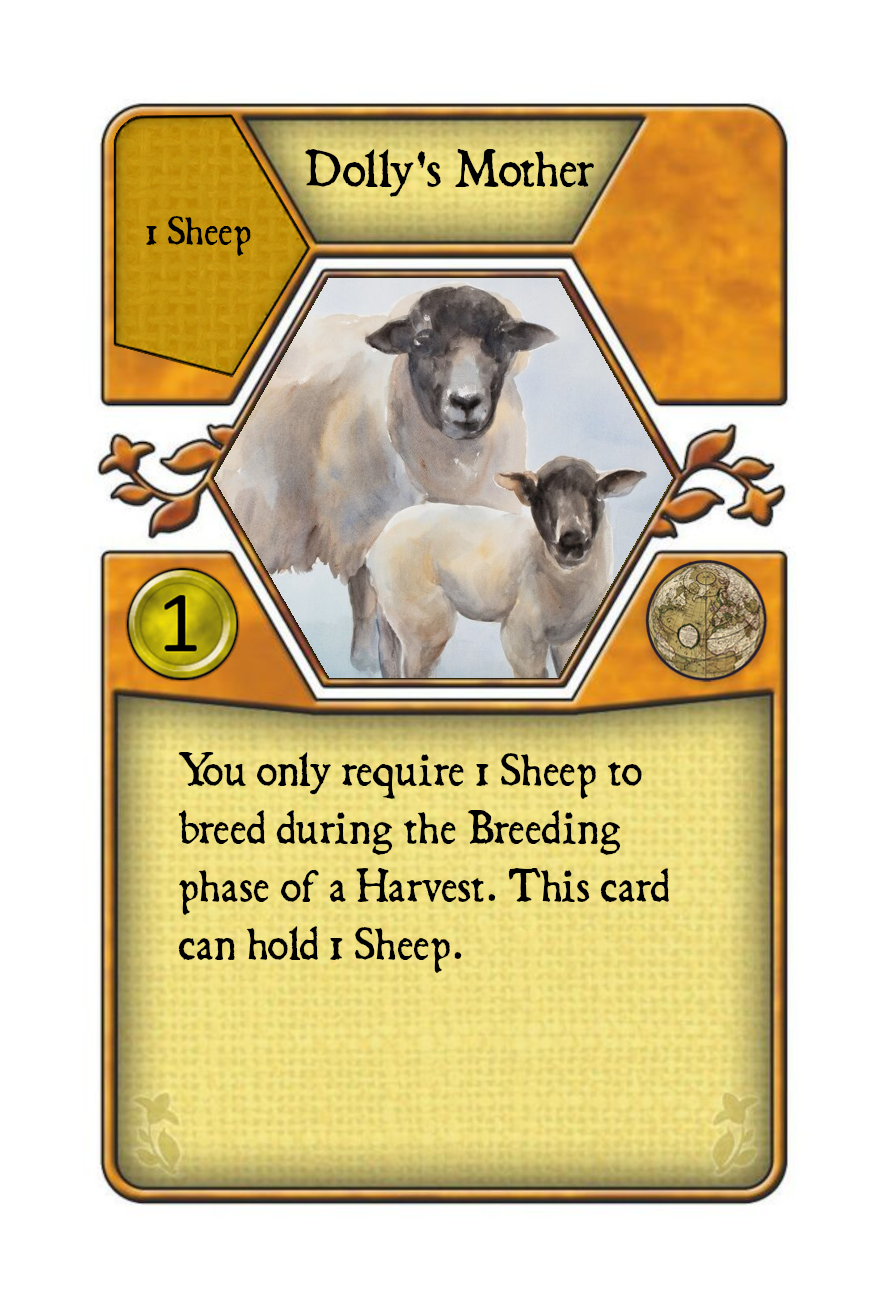 Dolly's Mother
1 Sheep
1
You only require 1 Sheep to
breed during the Breeding
phase of a Harvest. This card
can hold 1 Sheep.